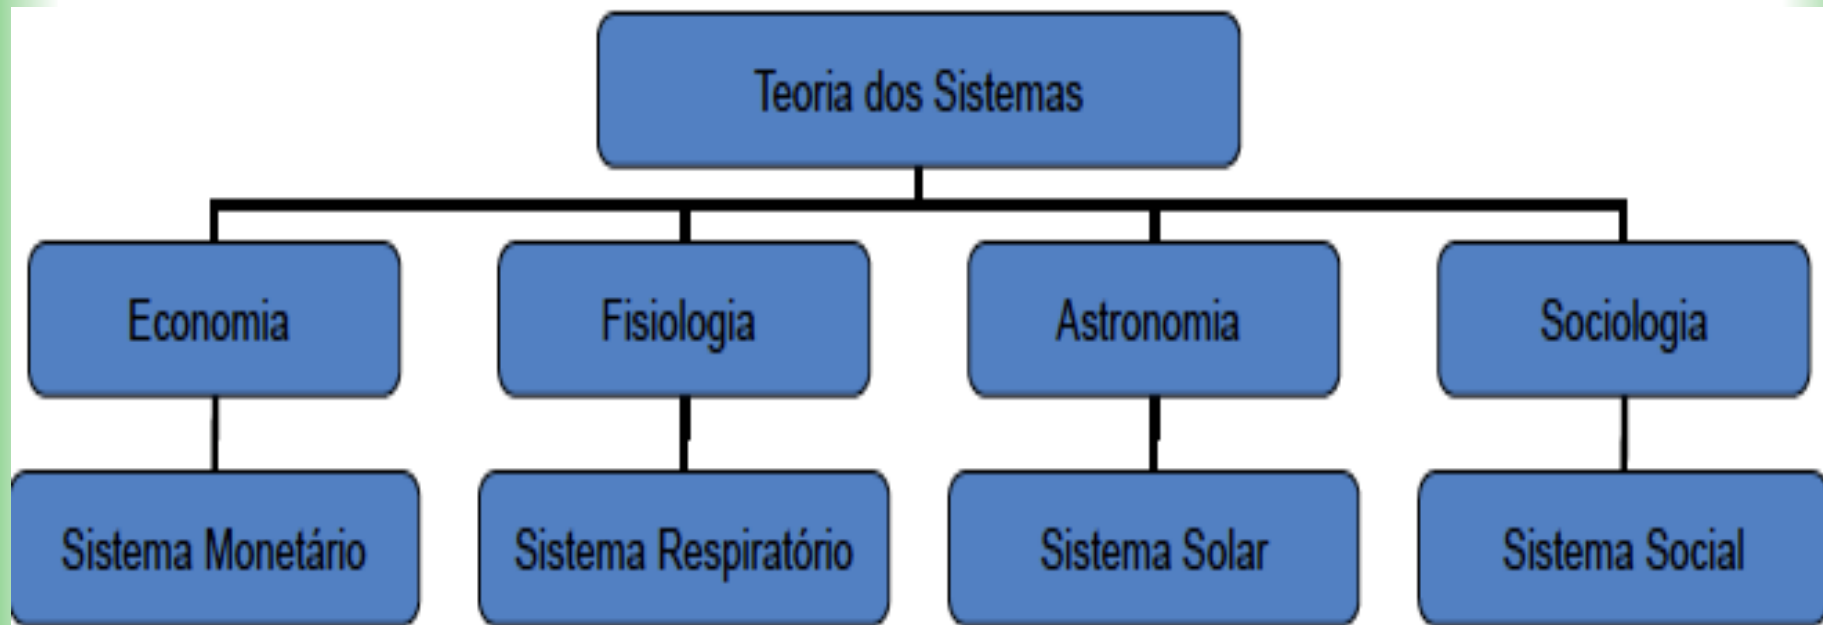 Teoria dos Sistemas
Economia
Fisiologia
Astronomia
Sociologia
Sistema Monetário
Sistema Respiratório
Sistema Solar
Sistema Social